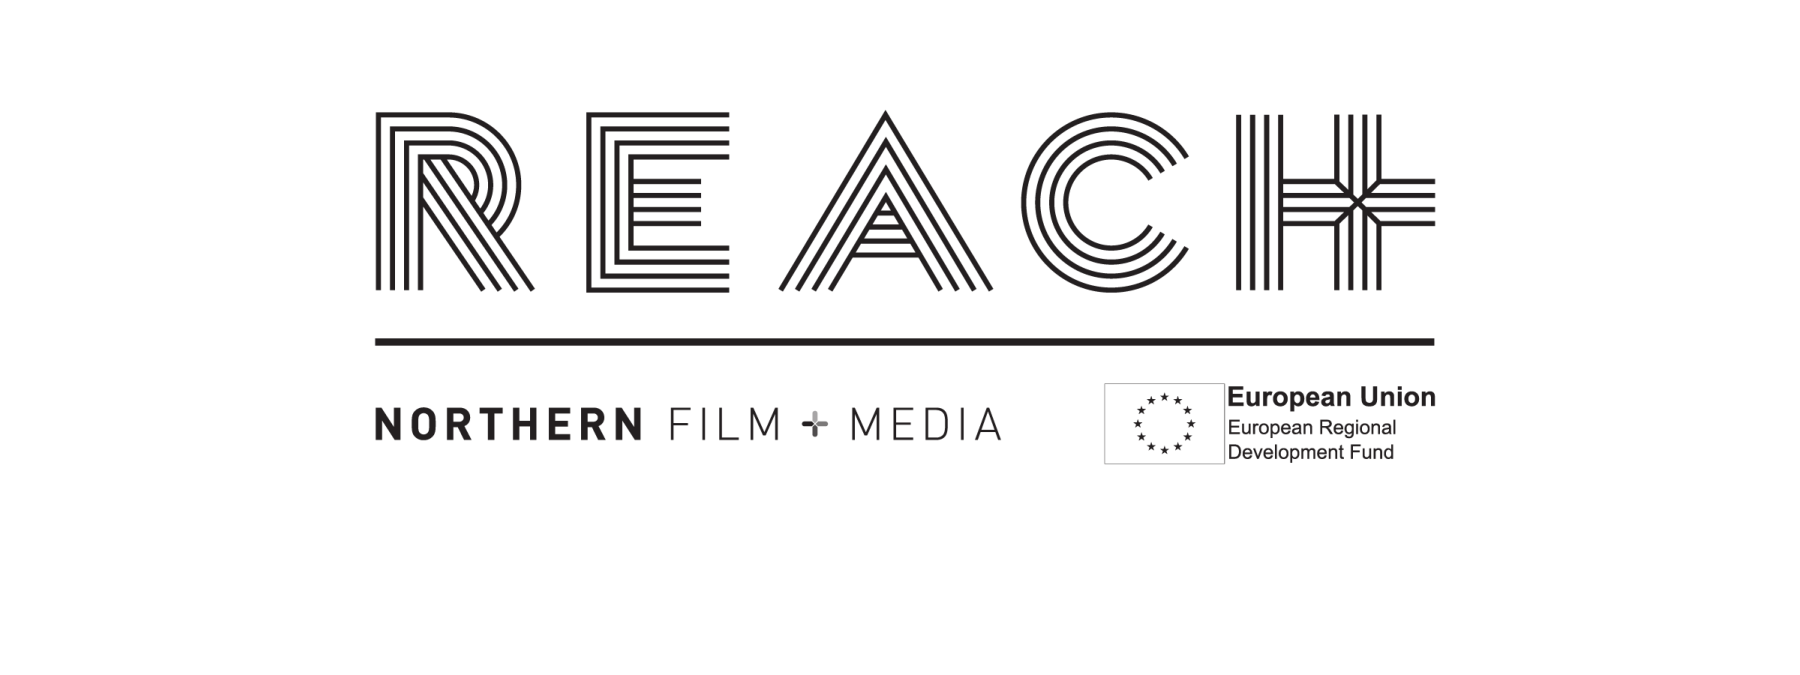 REACH
NORTHERN FILM + MEDIA
European Union
European Regional
Development Fund